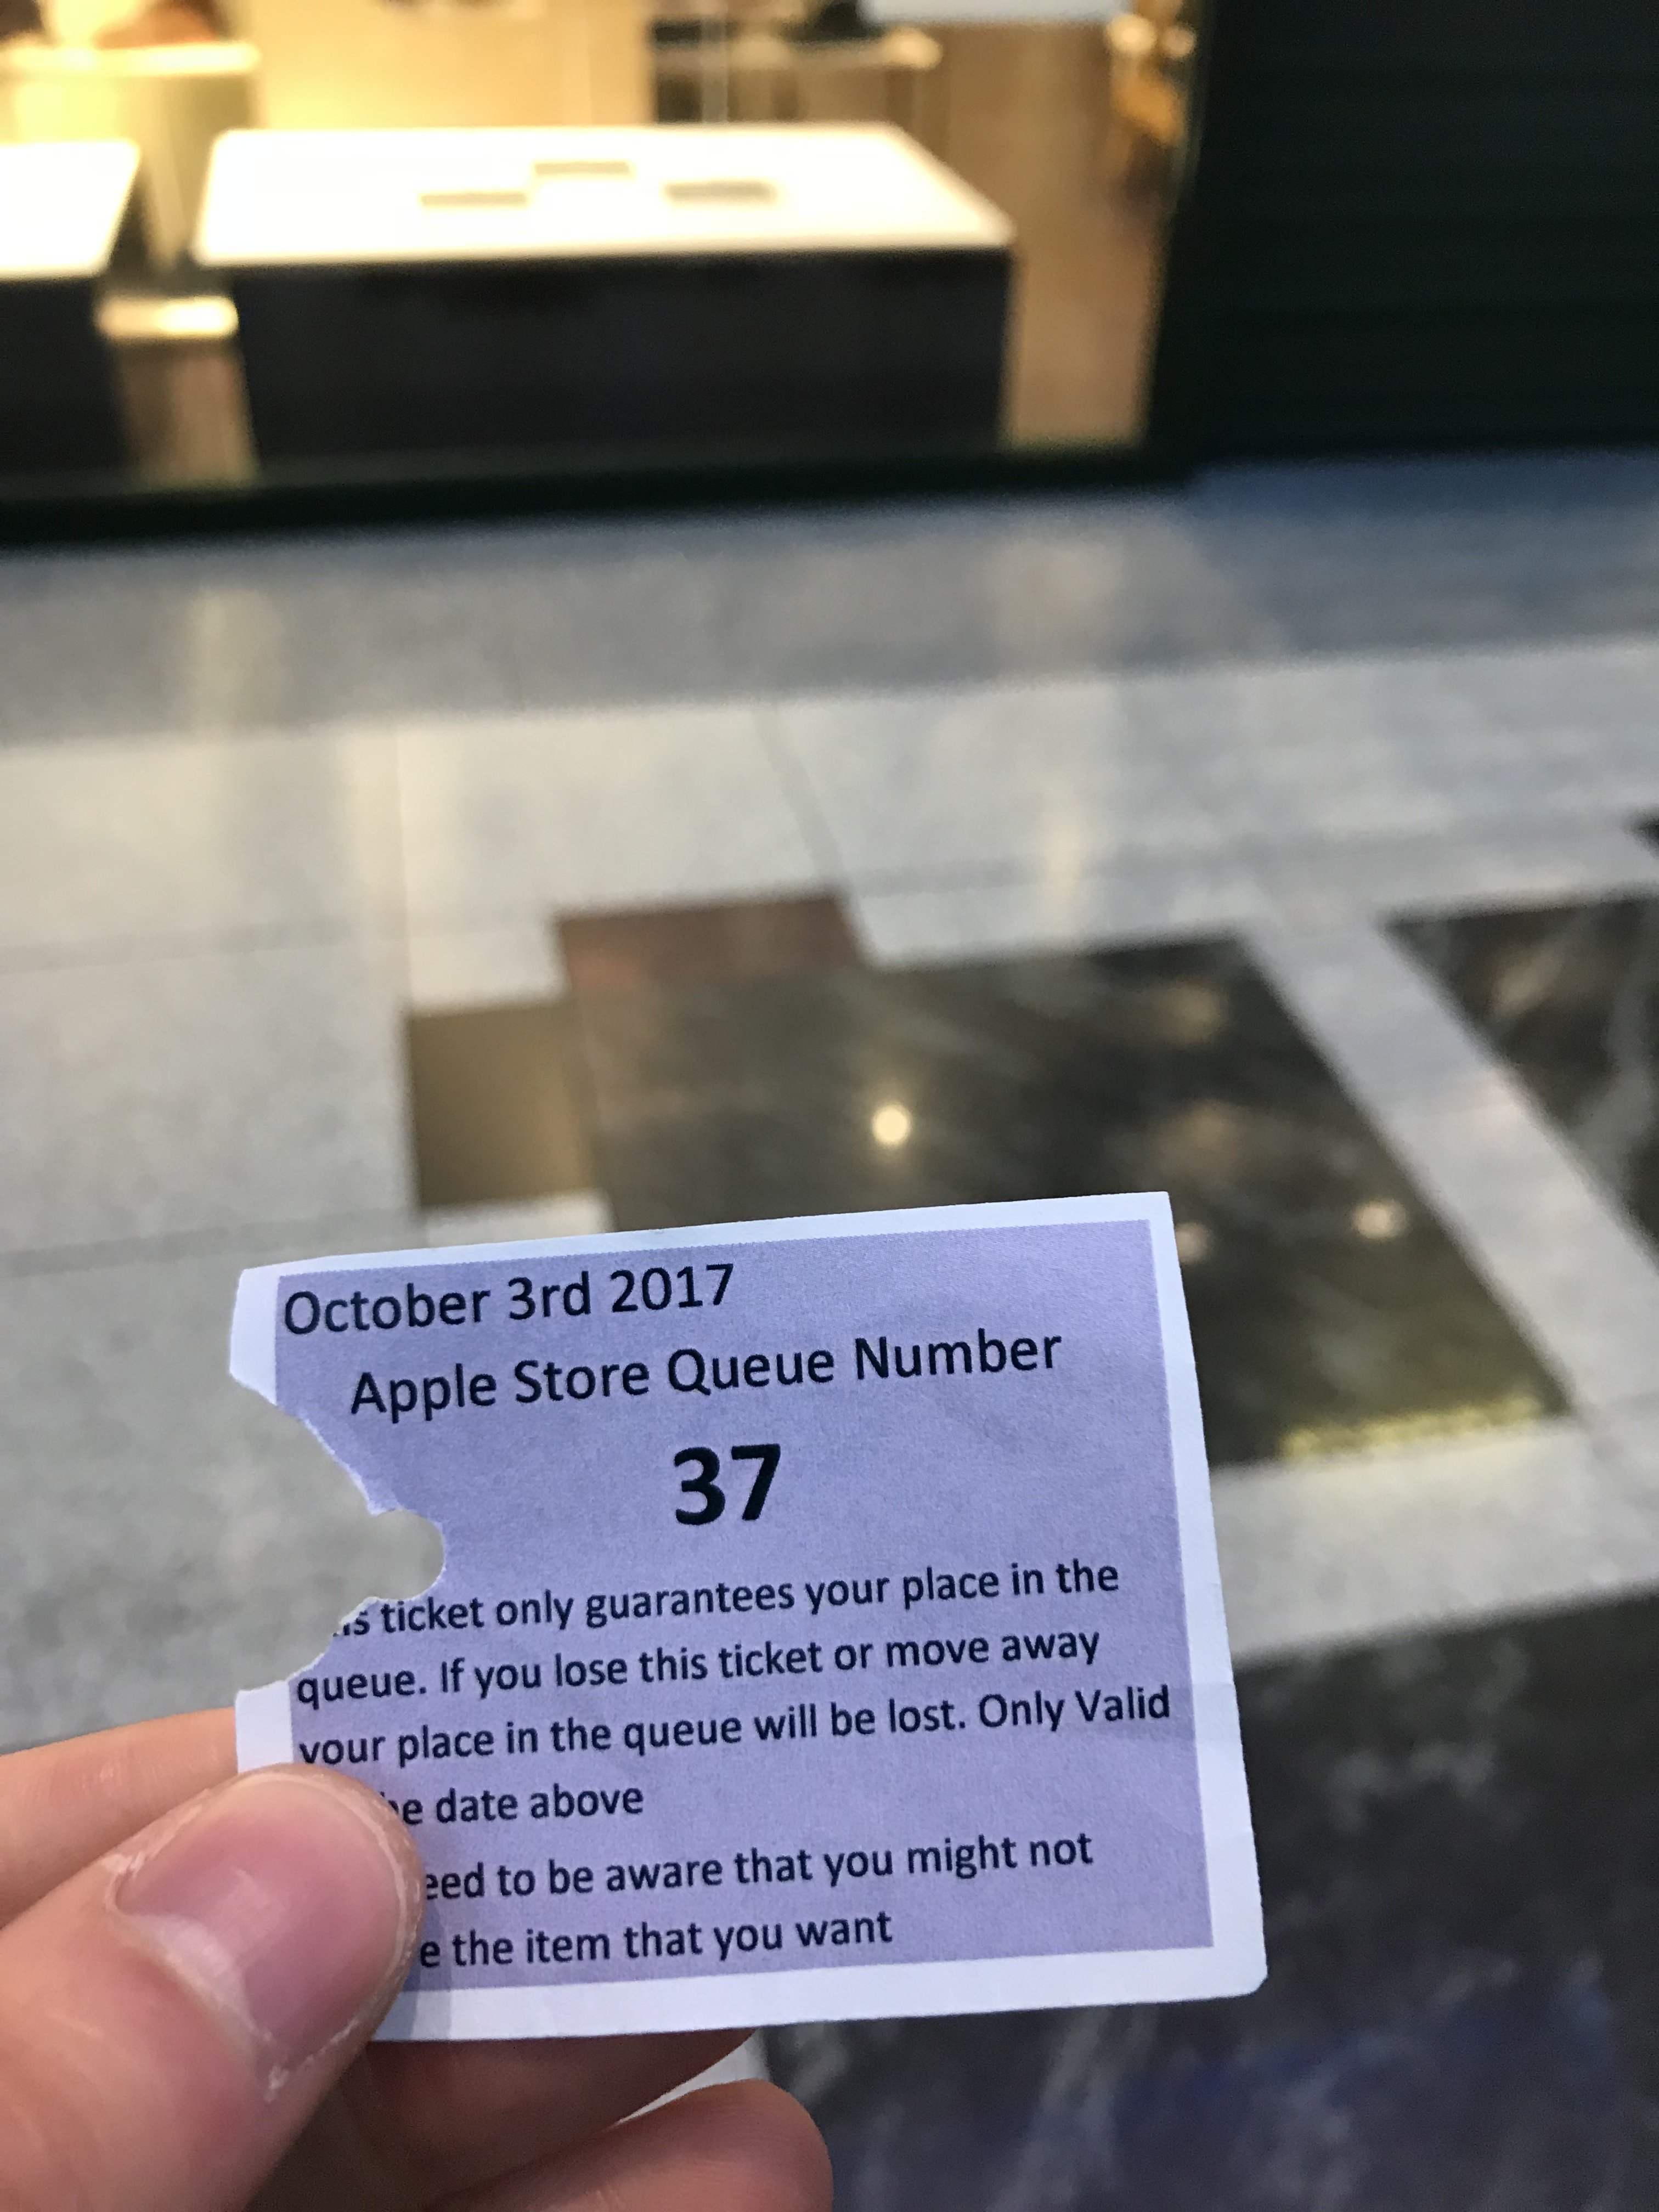 October 3rd 2017
Apple Store Queue Number
37
ticket only guarantees your place in the
queue. If you lose this ticket or move away
your place in the queue will be lost. Only Valid
date above
to be aware that you might not
the item that you want